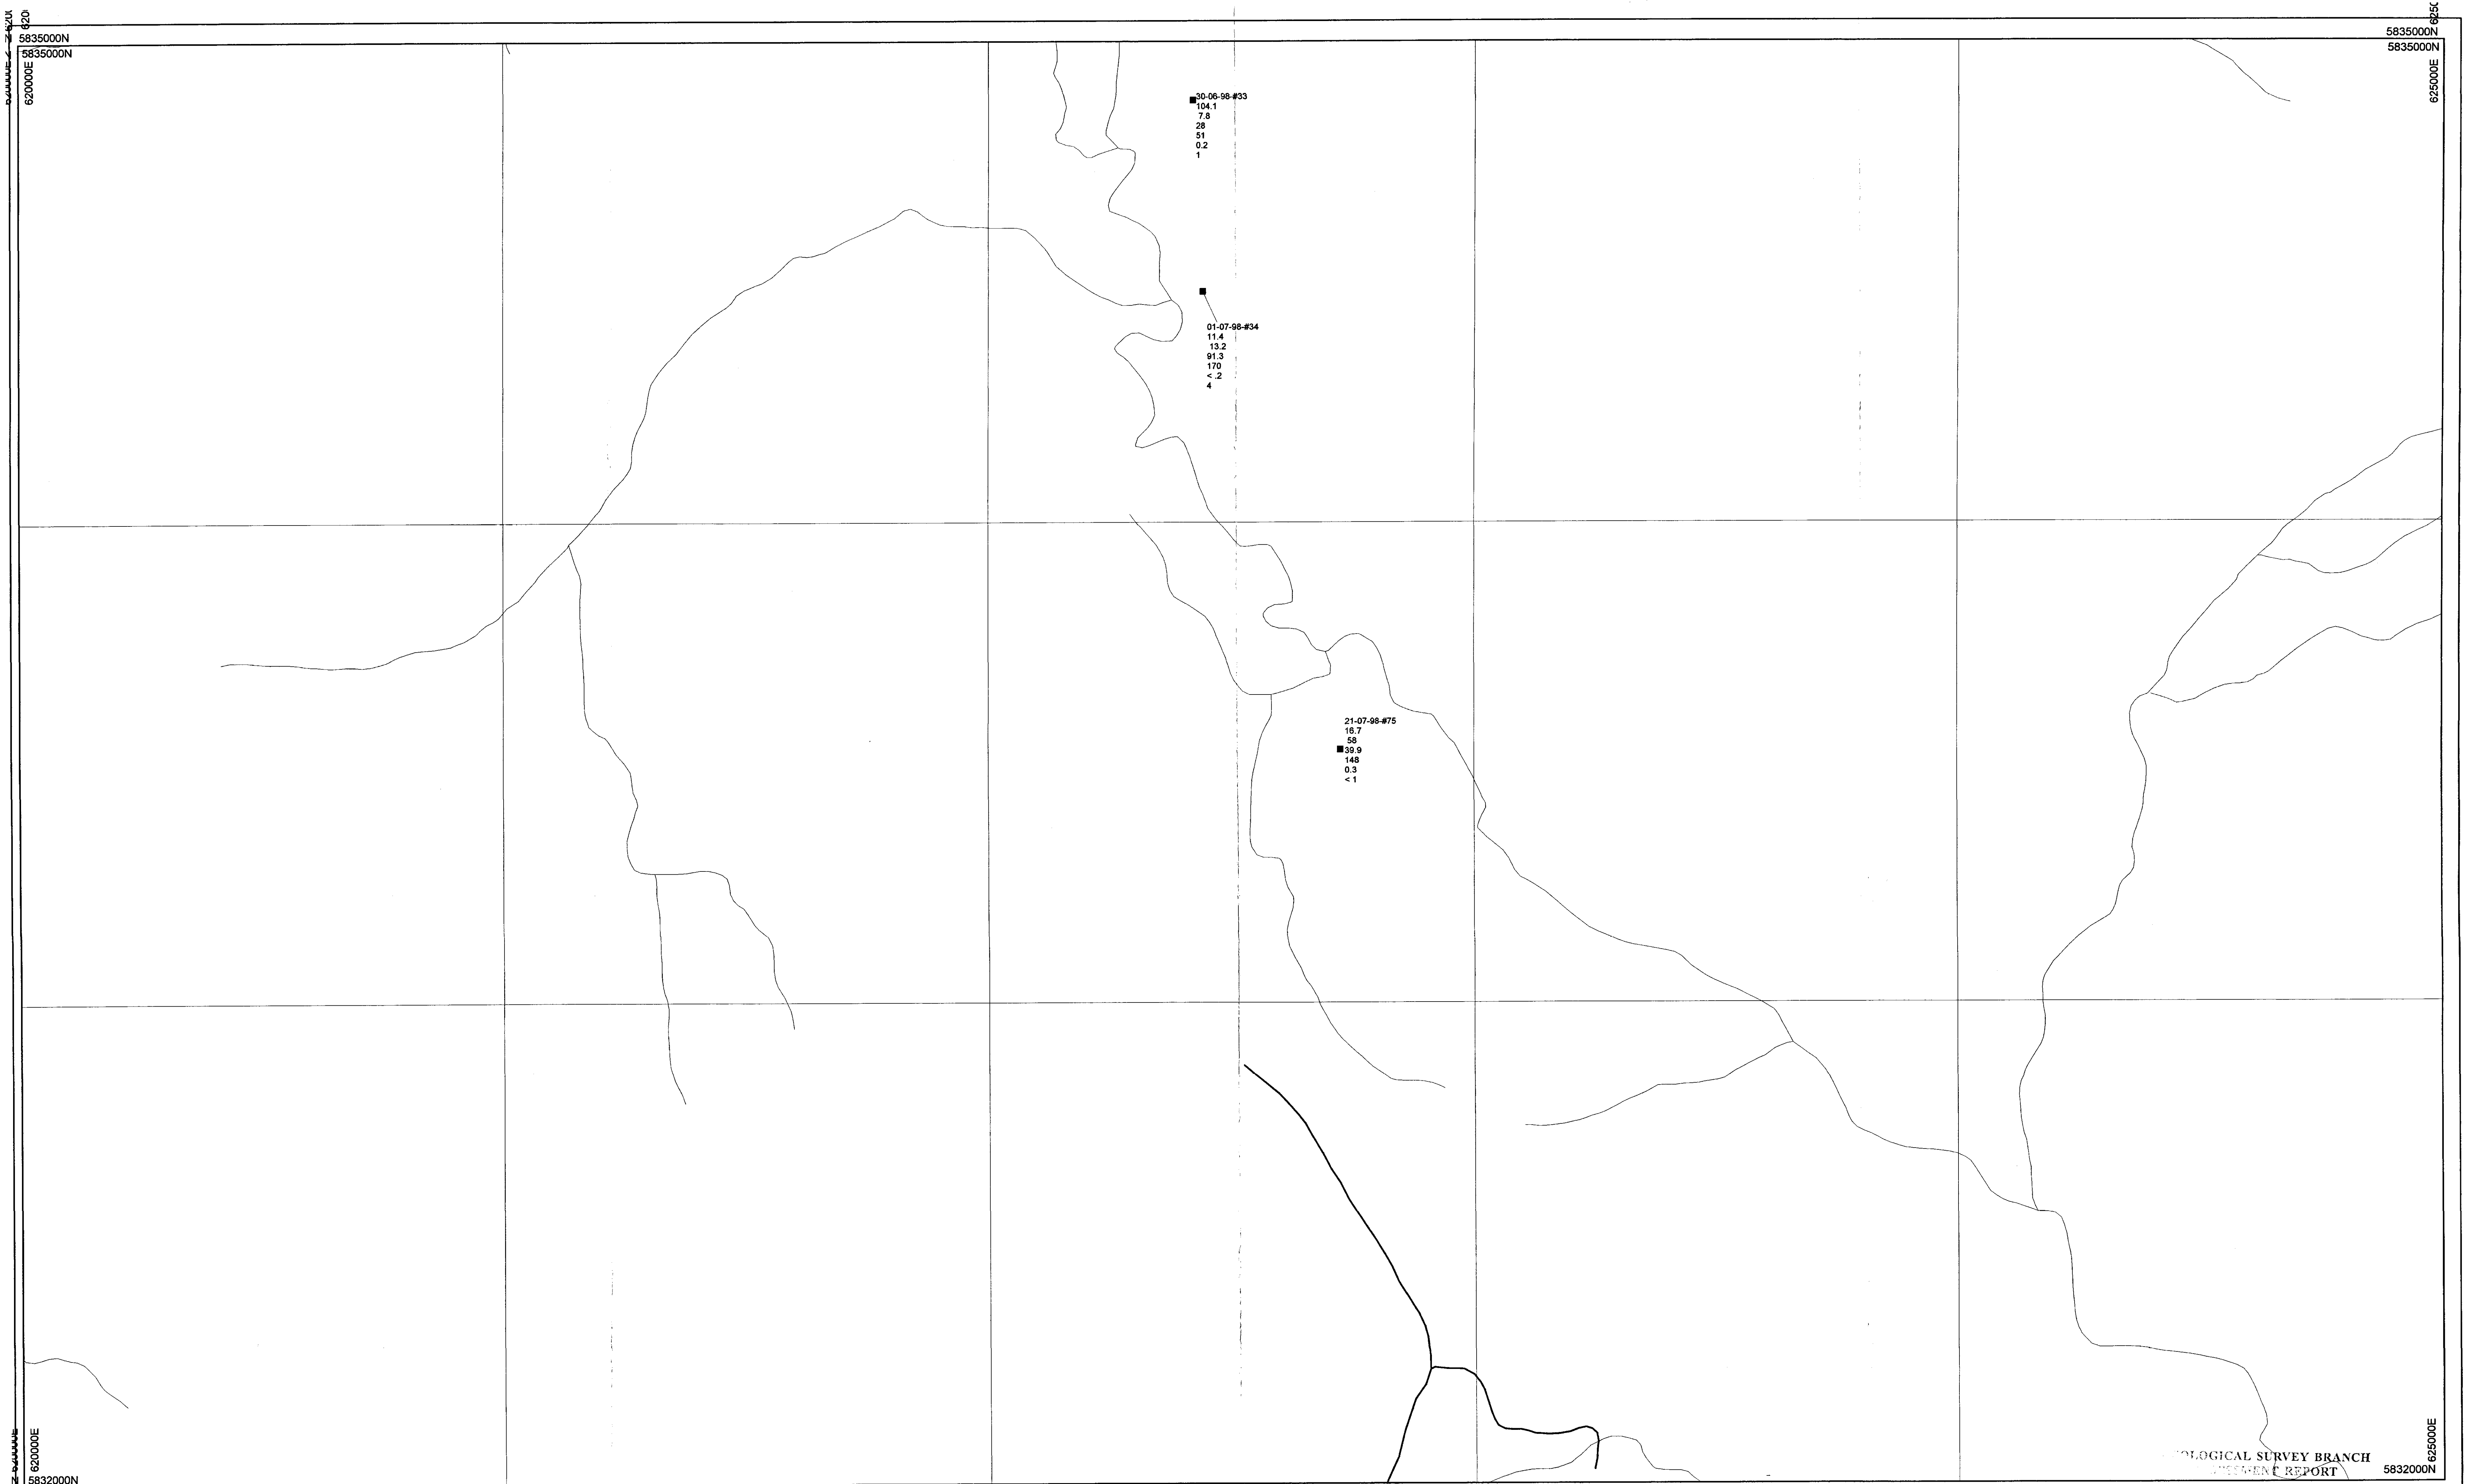 5835000N
5835000N
5835000N
5835000N
620000E
625000E
30-06-98-#33
104.1
7.8
28
51
0.2
1
01-07-98-#34
11.4
13.2
91.3
170
< .2
4
21-07-98-#75
16.7
58
39.9
148
0.3
< 1
620000E
625000E
SURVEY BRANCH
REPORT
5832000N
5832000N